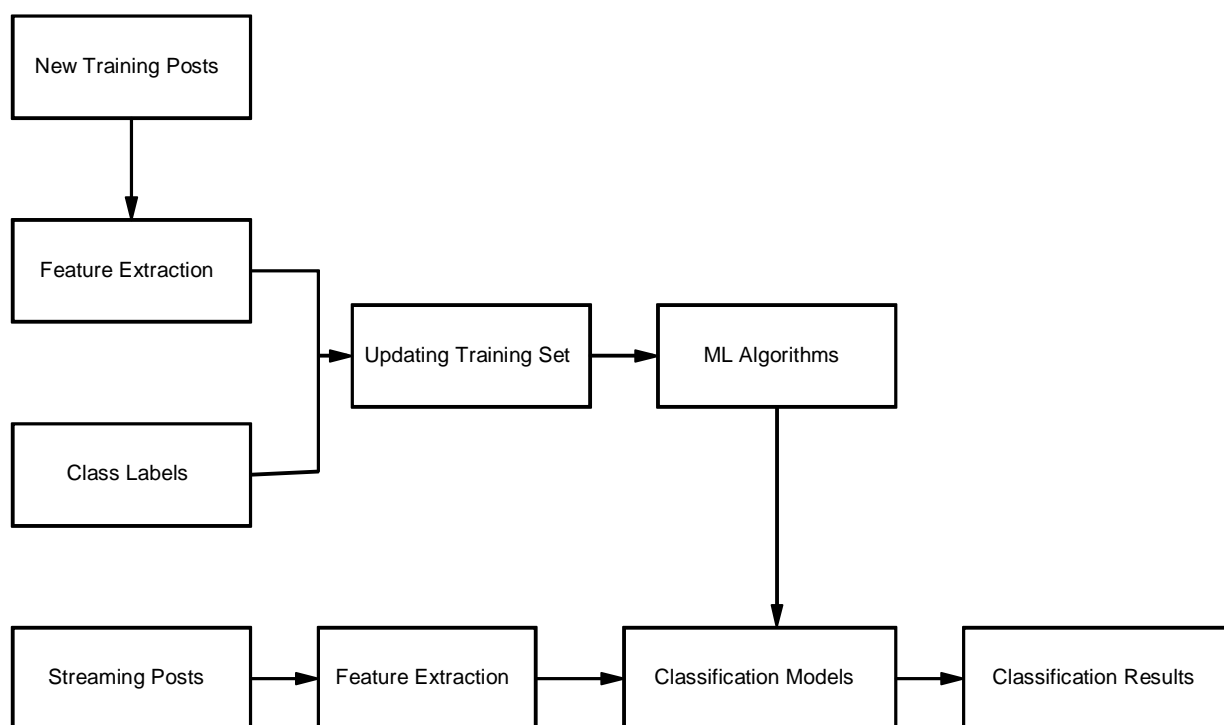 New Training Posts
Feature Extraction
Updating Training Set
ML Algorithms
Class Labels
Streaming Posts
Feature Extraction
Classification Models
Classification Results